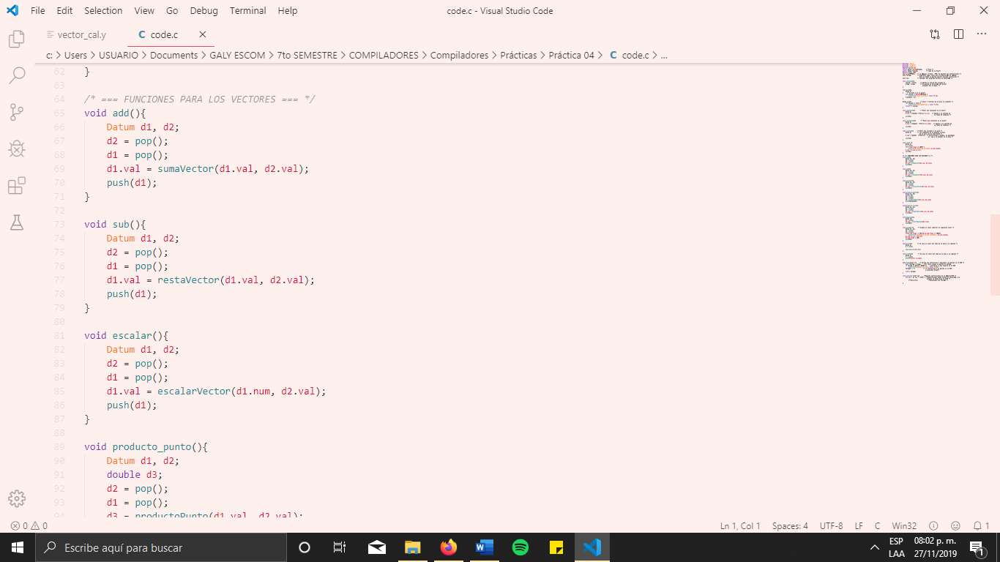 File Edit Selection View Go Debug Terminal Help code.c - Visual Studio Code
vector_cal.y C code.c
c: > Users > USUARIO > Documents > GALY ESCOM > 7to SEMESTRE > COMPILADORES > Compiladores > Prácticas > Práctica 04 > C code.c > ...
62 }
63
64 /* === FUNCIONES PARA LOS VECTORES === */
65 void add(){
66 Datum d1, d2;
67 d2 = pop();
68 d1 = pop();
69 d1.val = sumaVector(d1.val, d2.val);
70 push(d1);
71 }
72
73 void sub(){
74 Datum d1, d2;
75 d2 = pop();
76 d1 = pop();
77 d1.val = restaVector(d1.val, d2.val);
78 push(d1);
79 }
80
81 void escalar(){
82 Datum d1, d2;
83 d2 = pop();
84 d1 = pop();
85 d1.val = escalarVector(d1.num, d2.val);
86 push(d1);
87 }
88
89 void producto_punto(){
90 Datum d1, d2;
91 double d3;
92 d2 = pop();
93 d1 = pop();
94 d3 = productoPunto(d1.val, d2.val);
0 0 Ln 1, Col 1 Spaces: 4 UTF-8 LF C Win32 1
Escribe aquí para buscar
ESP 08:02 p. m.
LAA 27/11/2019 1